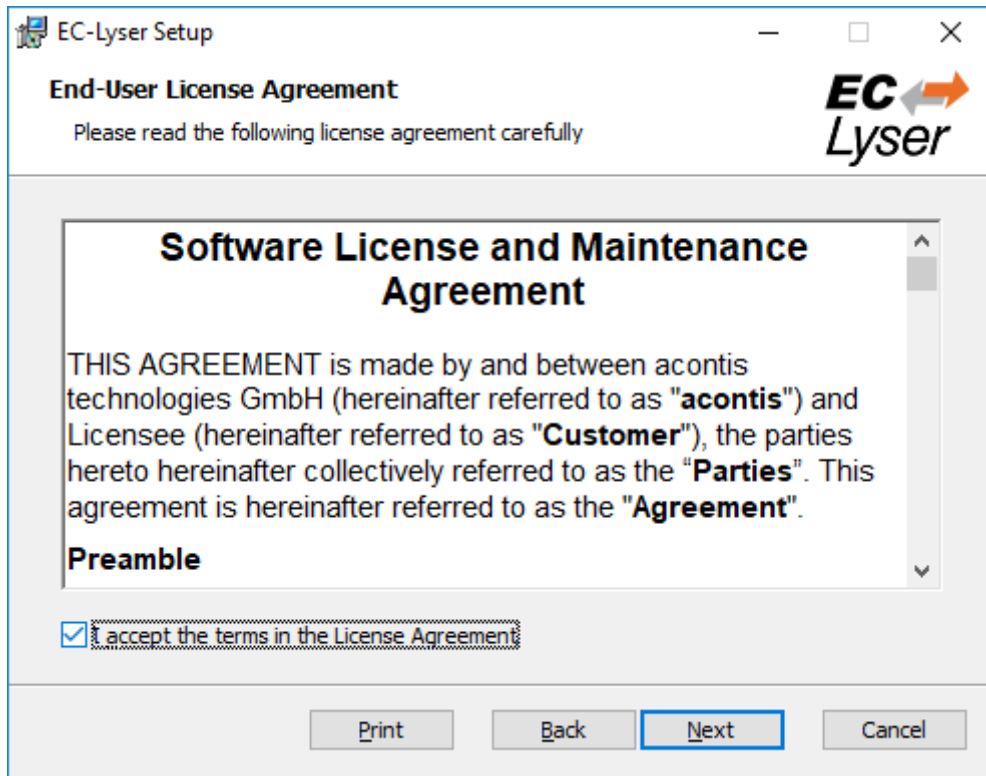 EC-Lyser Setup
End-User License Agreement
Please read the following license agreement carefully
EC
Lyser
Software License and Maintenance
Agreement
THIS AGREEMENT is made by and between acontis
technologies GmbH (hereinafter referred to as "acontis") and
Licensee (hereinafter referred to as "Customer"), the parties
hereto hereinafter collectively referred to as the “Parties”. This
agreement is hereinafter referred to as the "Agreement".
Preamble
I accept the terms in the License Agreement
Print Back Next Cancel